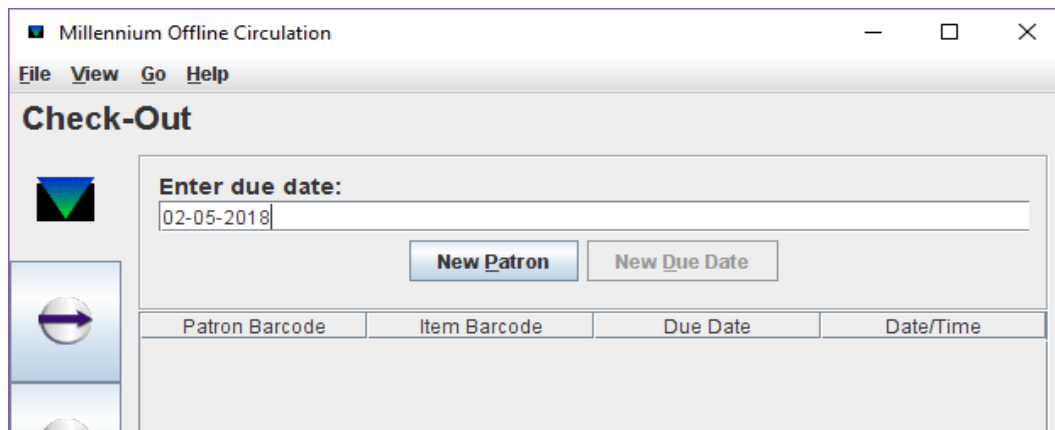 Millennium Offline Circulation
File View Go Help
Check-Out
Enter due date:
02-05-2018
New Patron New Due Date
Patron Barcode Item Barcode Due Date Date/Time